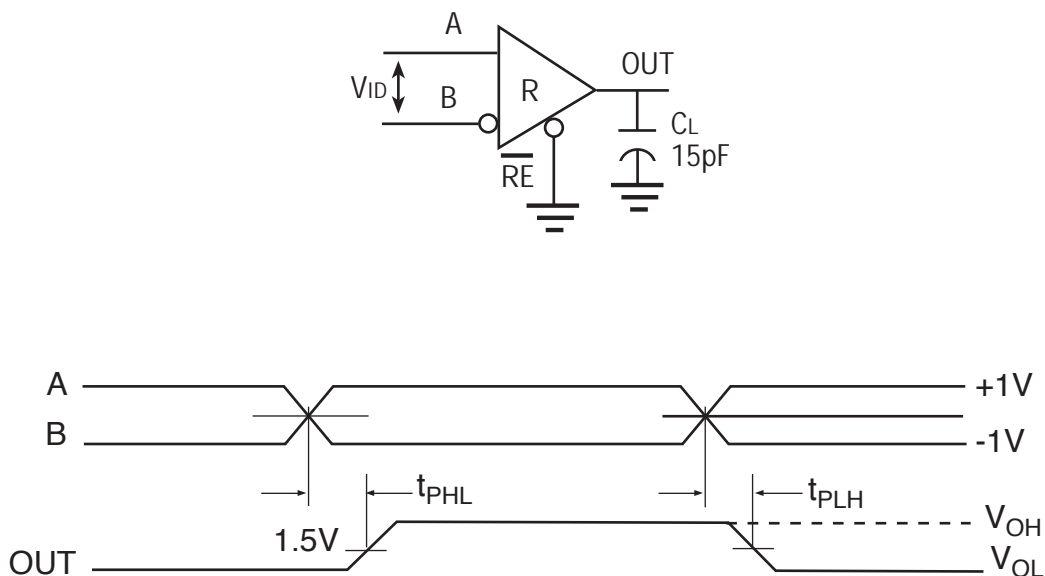 A
OUT
VID
B
R
CL
15pF
RE
A
+1V
B
-1V
tPHL
tPLH
1.5V
VOH
OUT
VOL